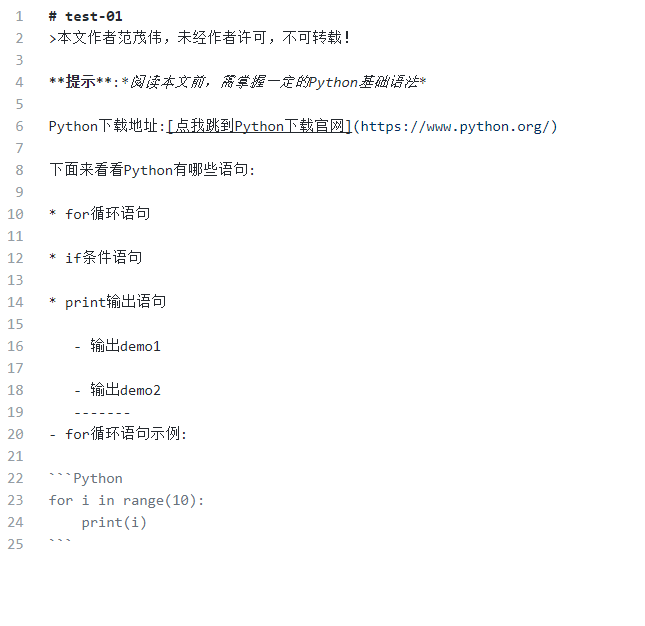 1 # test-01
2 >本文作者范茂伟，未经作者许可，不可转载！
3
4 **提示**:*阅读本文前，需掌握一定的Python基础语法*
5
6 Python下载地址:[点我跳到Python下载官网](https://www.python.org/)
7
8 下面来看看Python有哪些语句:
9
10 * for循环语句
11
12 * if条件语句
13
14 * print输出语句
15
16    - 输出demo1
17
18    - 输出demo2
19    -------
20 - for循环语句示例:
21
22 ```Python
23 for i in range(10):
24     print(i)
25 ```